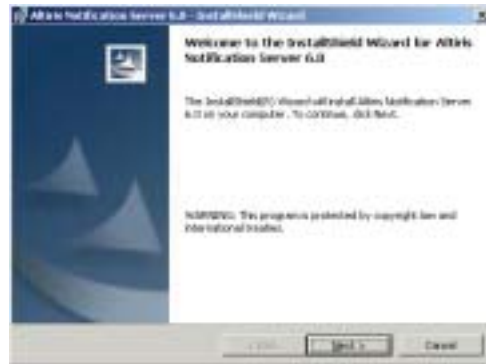 Altiris Notification Server 6.0 - InstallShield Wizard
Welcome to the InstallShield Wizard for Altiris
Notification Server 6.0
The InstallShield(R) Wizard will install Altiris Notification Server
6.0 on your computer. To continue, click Next.
WARNING: This program is protected by copyright law and
international treaties.
Next >
Cancel